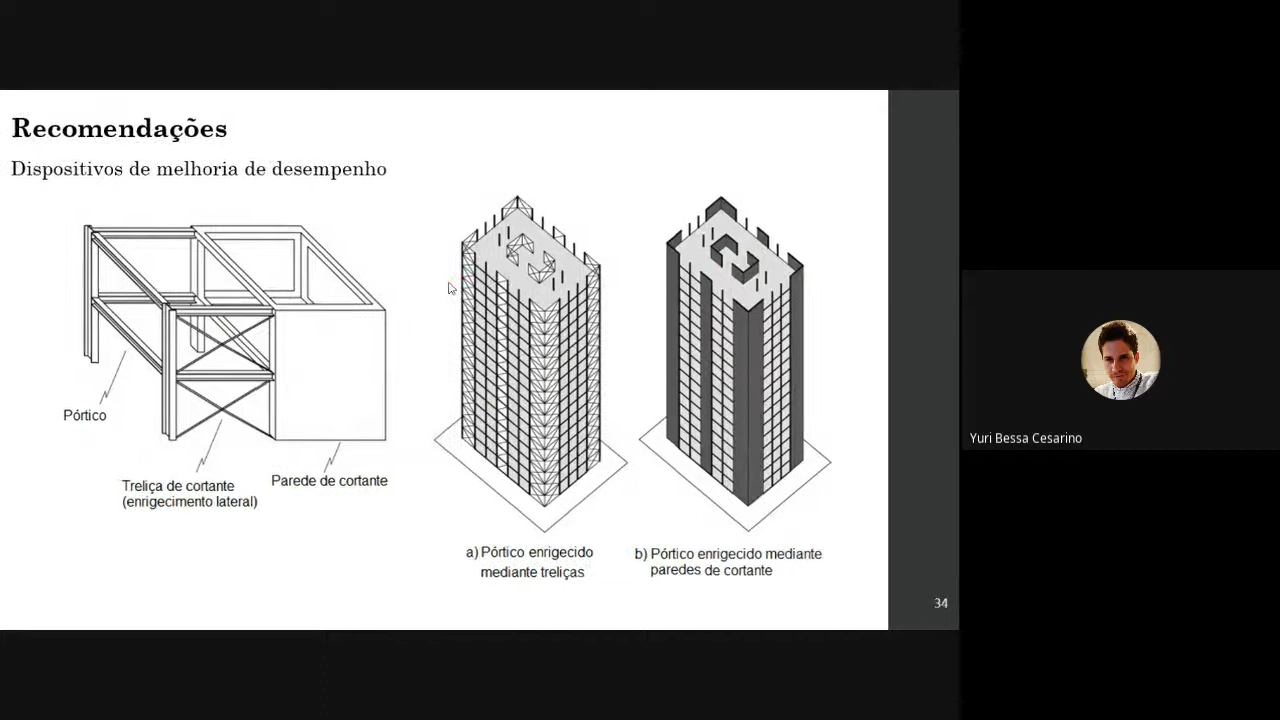 Recomendações
Dispositivos de melhoria de desempenho
Pórtico
Treliça de cortante
(enrigecimento lateral)
Parede de cortante
a) Pórtico enrigecido
mediante treliças
b) Pórtico enrigecido mediante
paredes de cortante
34
Yuri Bessa Cesarino